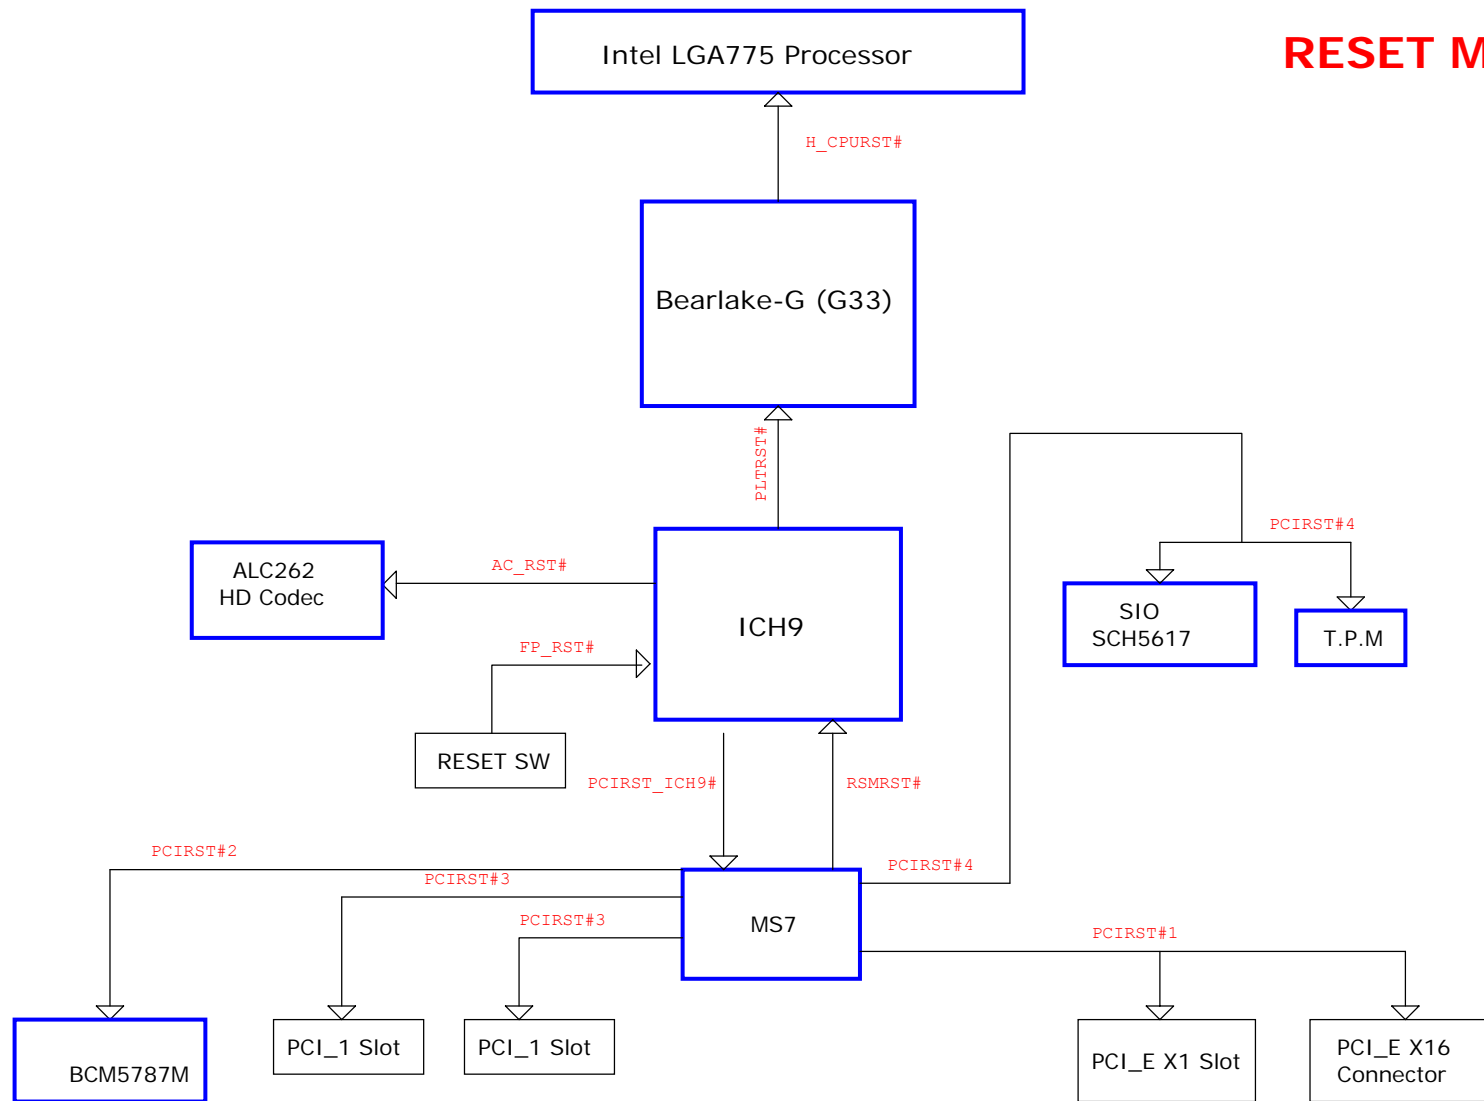 Intel LGA775 Processor
RESET M
H_CPURST#
Bearlake-G (G33)
PLTRST#
PCIRST#4
ALC262
HD Codec
AC_RST#
ICH9
SIO
SCH5617
T.P.M
FP_RST#
RESET SW
PCIRST_ICH9#
RSMRST#
PCIRST#2
PCIRST#3
PCIRST#4
PCIRST#3
MS7
PCIRST#1
BCM5787M
PCI_1 Slot
PCI_1 Slot
PCI_E X1 Slot
PCI_E X16
Connector